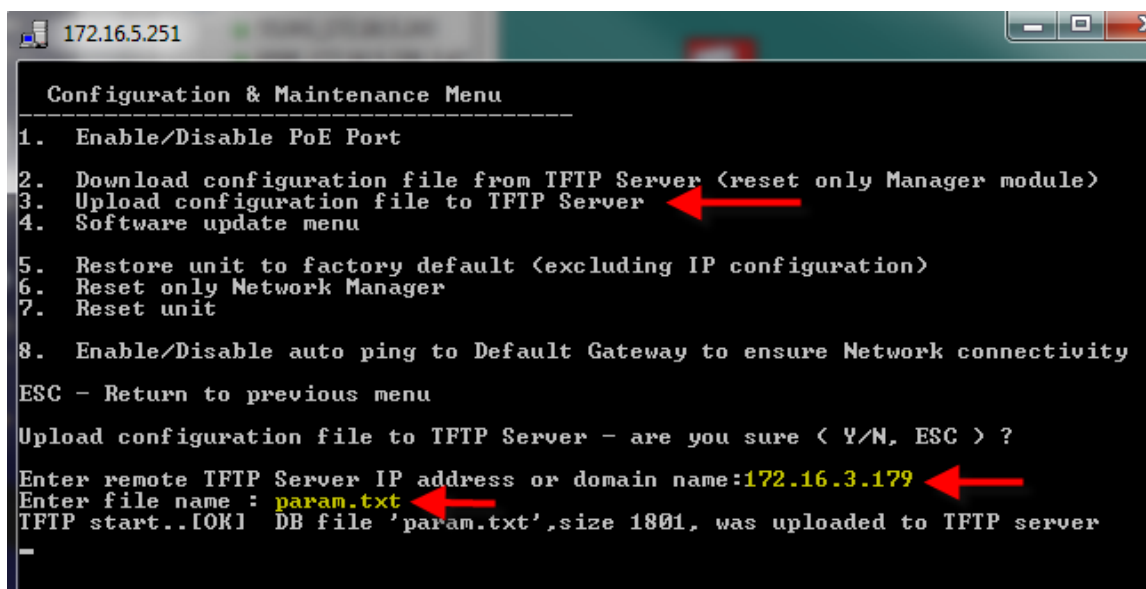 172.16.5.251
Configuration & Maintenance Menu
1. Enable/Disable PoE Port
2. Download configuration file from TFTP Server (reset only Manager module)
3. Upload configuration file to TFTP Server
4. Software update menu
5. Restore unit to factory default (excluding IP configuration)
6. Reset only Network Manager
7. Reset unit
8. Enable/Disable auto ping to Default Gateway to ensure Network connectivity
ESC - Return to previous menu
Upload configuration file to TFTP Server - are you sure ( Y/N, ESC ) ?
Enter remote TFTP Server IP address or domain name:172.16.3.179
Enter file name : param.txt
TFTP start..[OK] DB file 'param.txt',size 1801, was uploaded to TFTP server